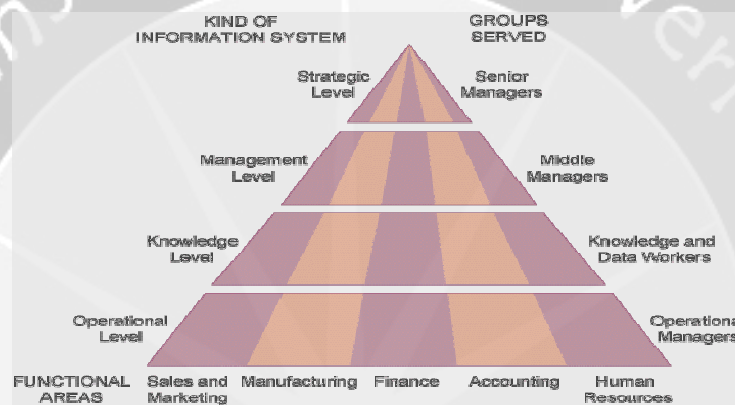 KIND OF
INFORMATION SYSTEM
GROUPS
SERVED
Strategic
Level
Senior
Managers
Management
Level
Middle
Managers
Knowledge
Level
Knowledge and
Data Workers
Operational
Level
Operationa
Managers
FUNCTIONAL
AREAS
Sales and
Marketing
Manufacturing
Finance
Accounting
Human
Resources